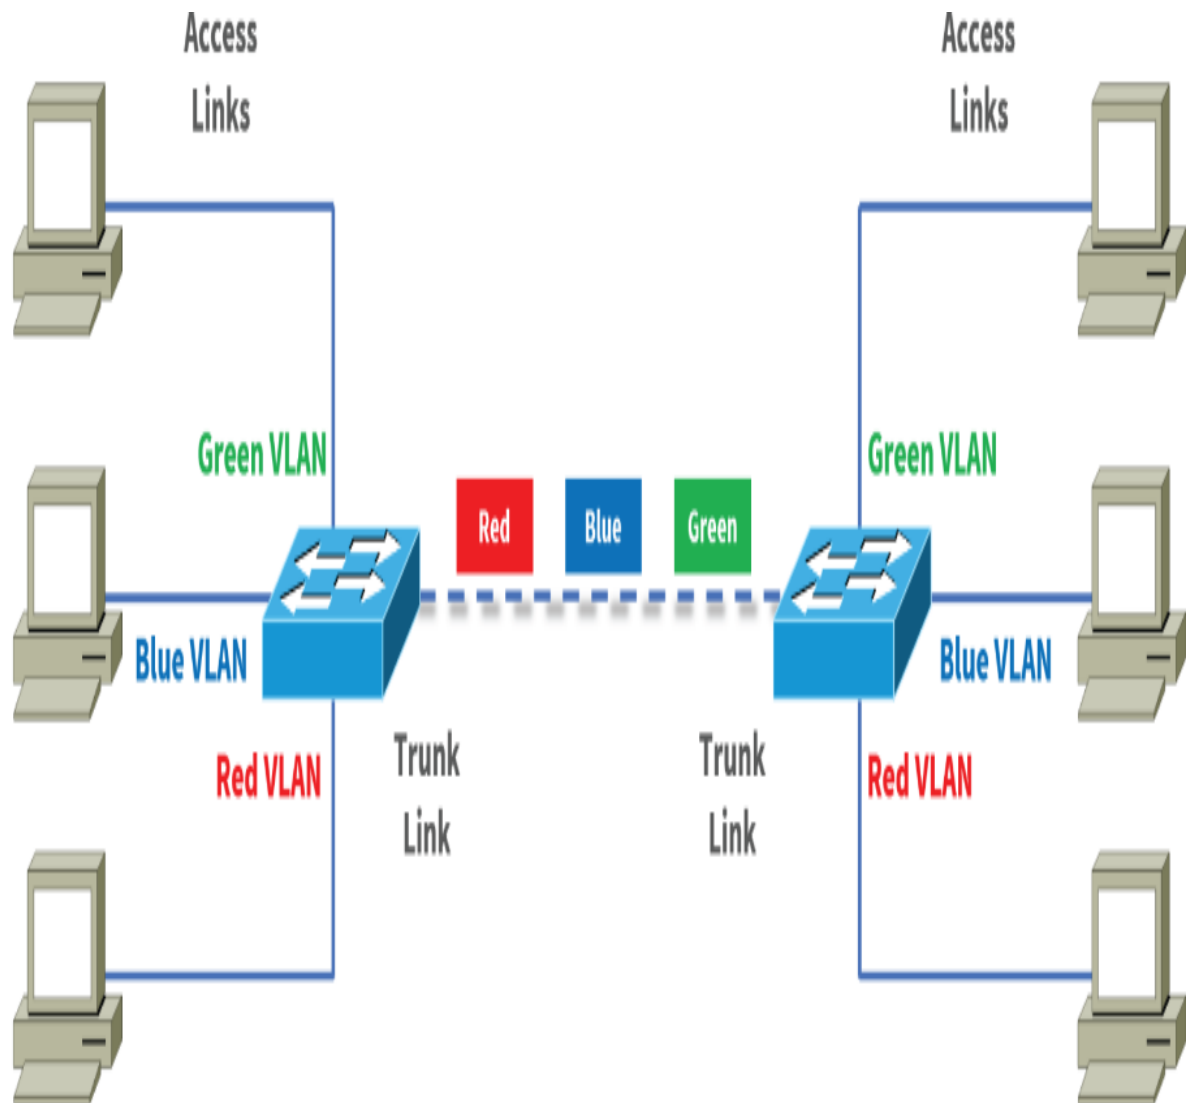 Access
Links
Access
Links
Green VLAN
Green VLAN
Red
Blue
Green
Blue VLAN
Blue VLAN
Red VLAN
Trunk
Link
Trunk
Link
Red VLAN